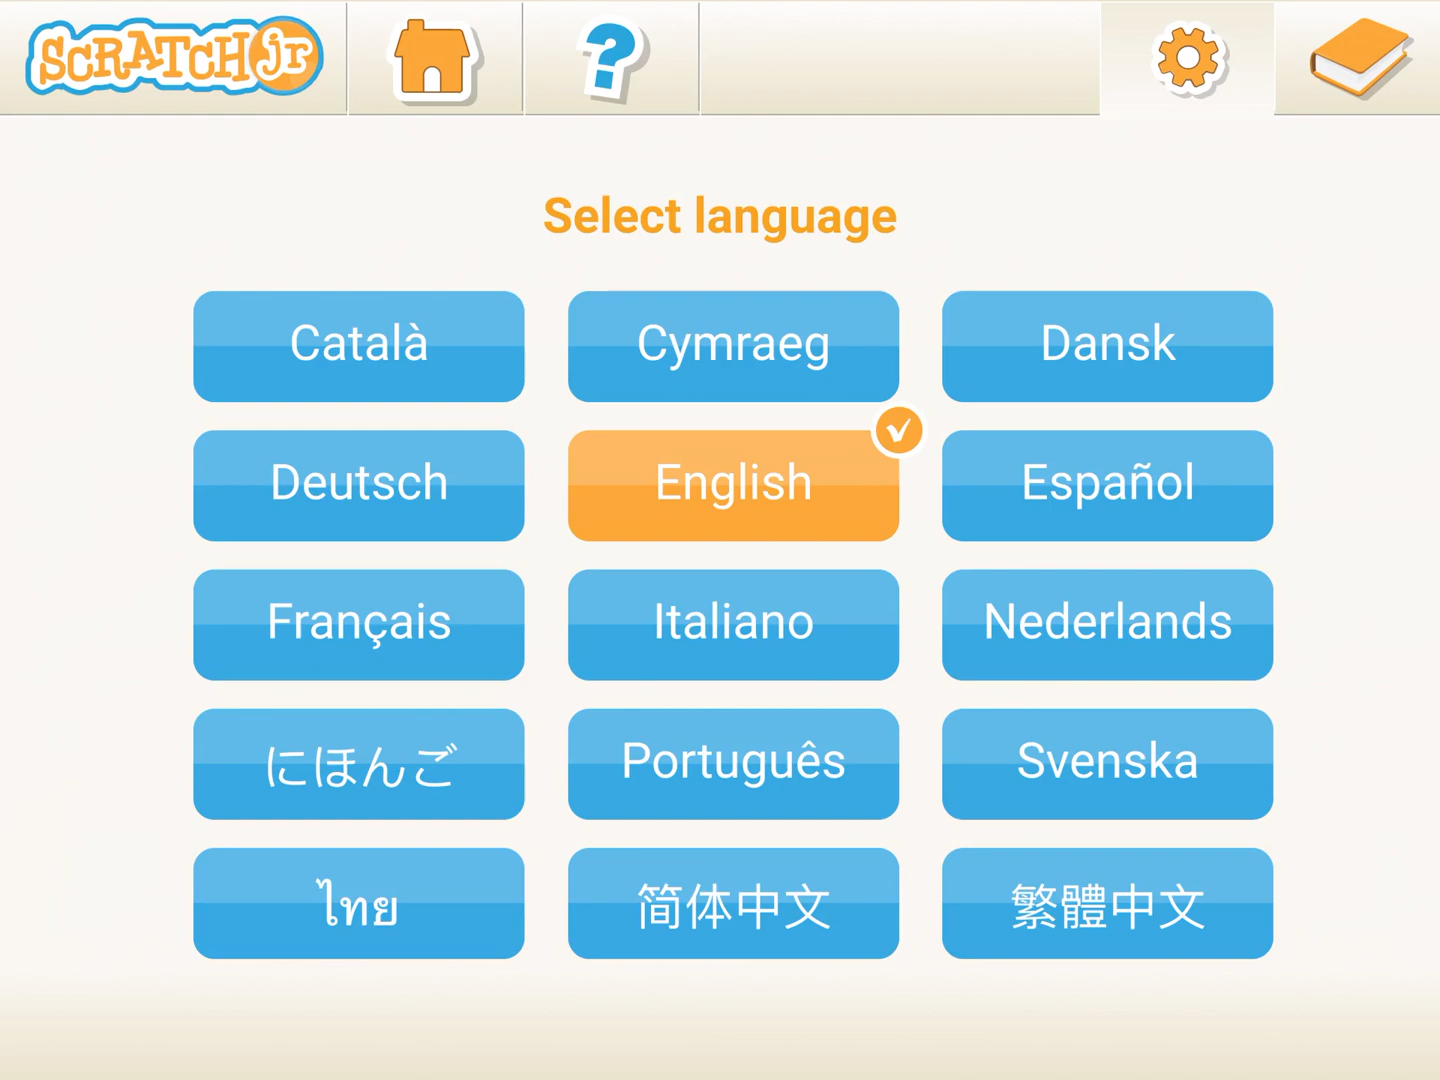 SCRATCHjr
?
Select language
Català
Cymraeg
Dansk
Deutsch
English
Español
Français
Italiano
Nederlands
にほんご
Português
Svenska
ไทย
简体中文
繁體中文